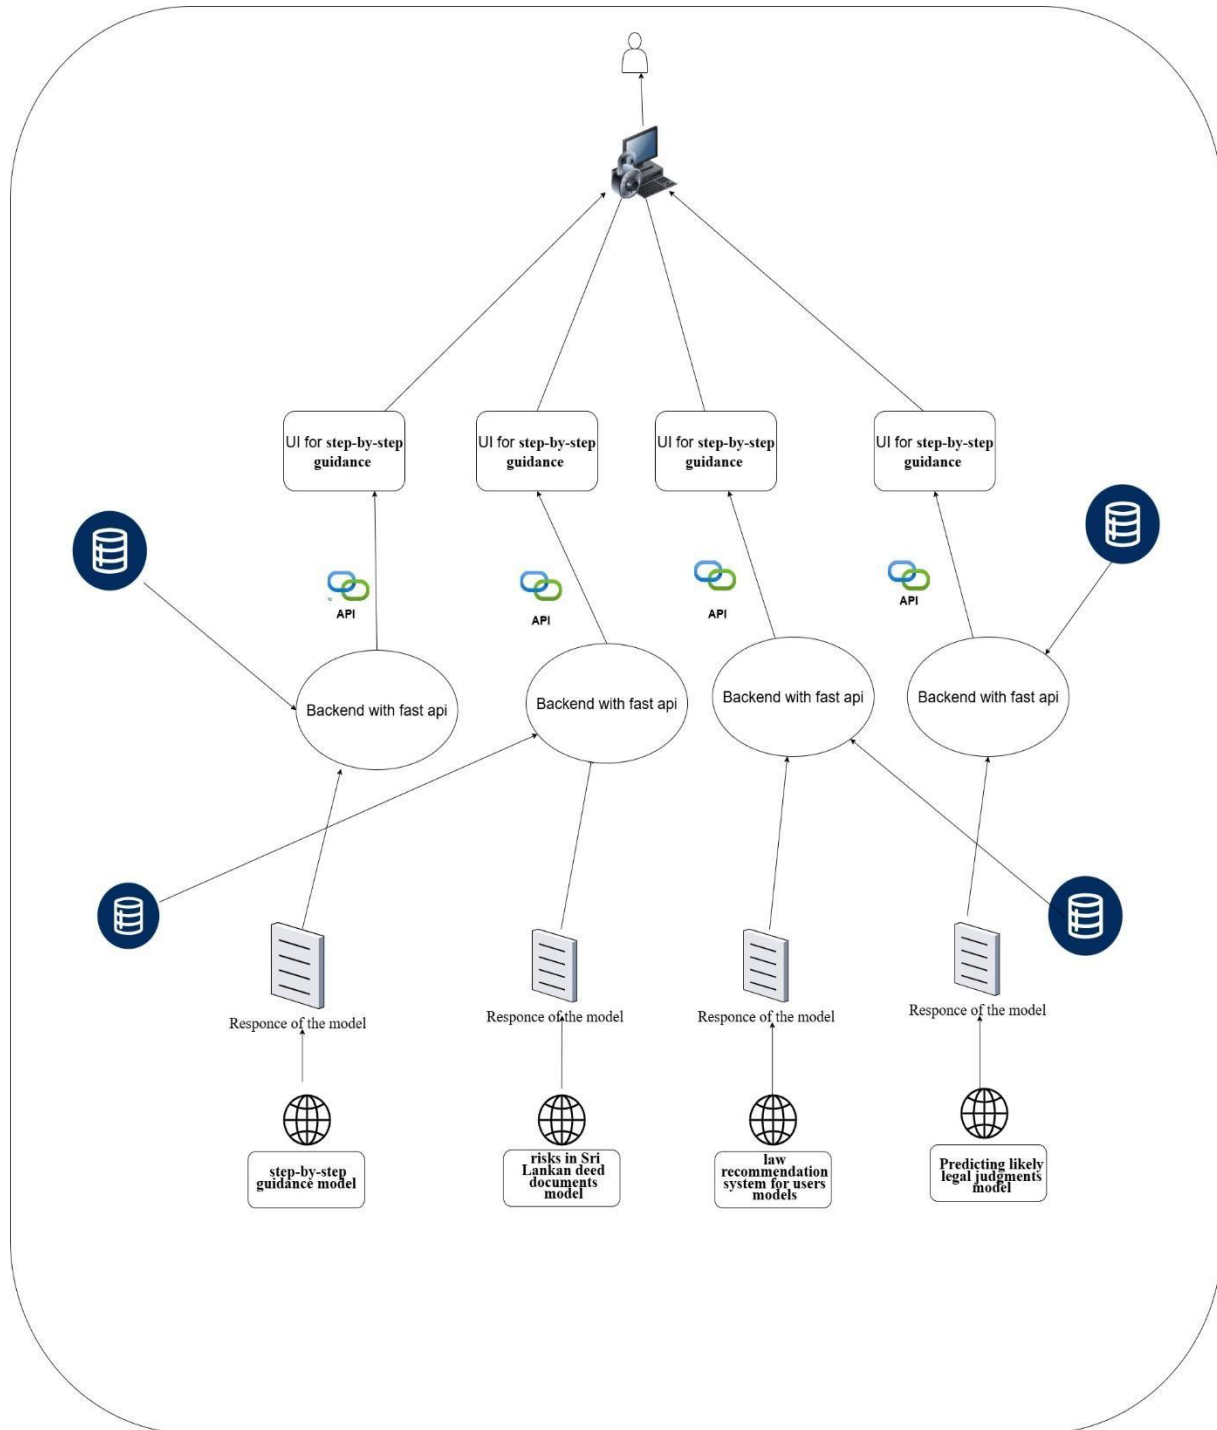 UI for step-by-step
guidance
UI for step-by-step
guidance
UI for step-by-step
guidance
UI for step-by-step
guidance
API
API
API
API
Backend with fast api
Backend with fast api
Backend with fast api
Backend with fast api
Responce of the model
Responce of the model
Responce of the model
Responce of the model
step-by-step
guidance model
risks in Sri
Lankan deed
documents model
law
recommendation
system for users
models
Predicting likely
legal judgments
model